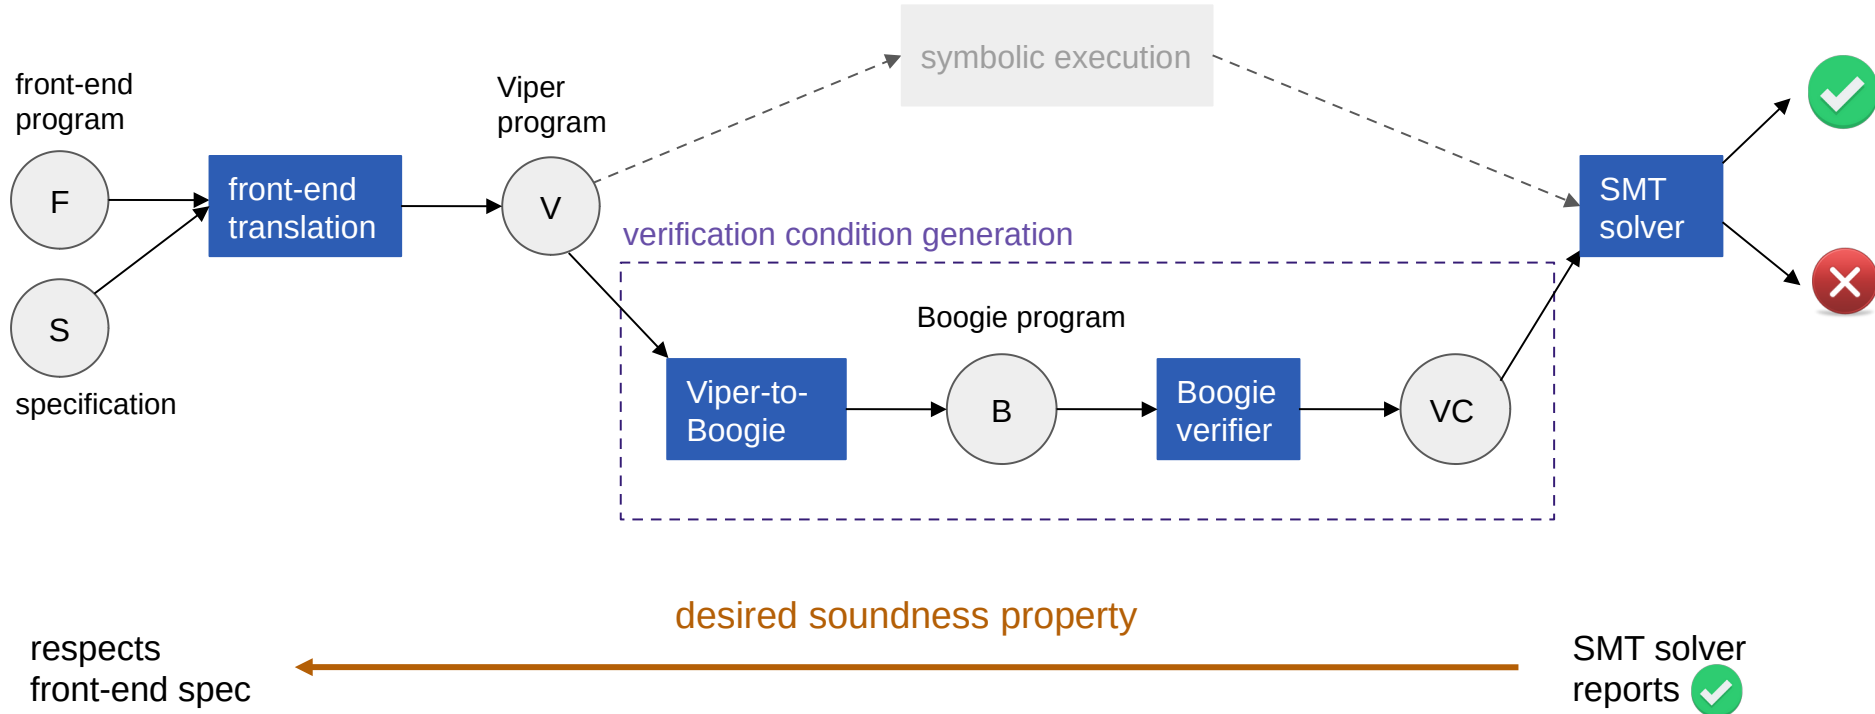 symbolic execution
front-end
program
Viper
program
F
front-end
translation
V
SMT
solver
verification condition generation
S
Boogie program
specification
Viper-to-
Boogie
B
Boogie
verifier
VC
desired soundness property
respects
front-end spec
SMT solver
reports